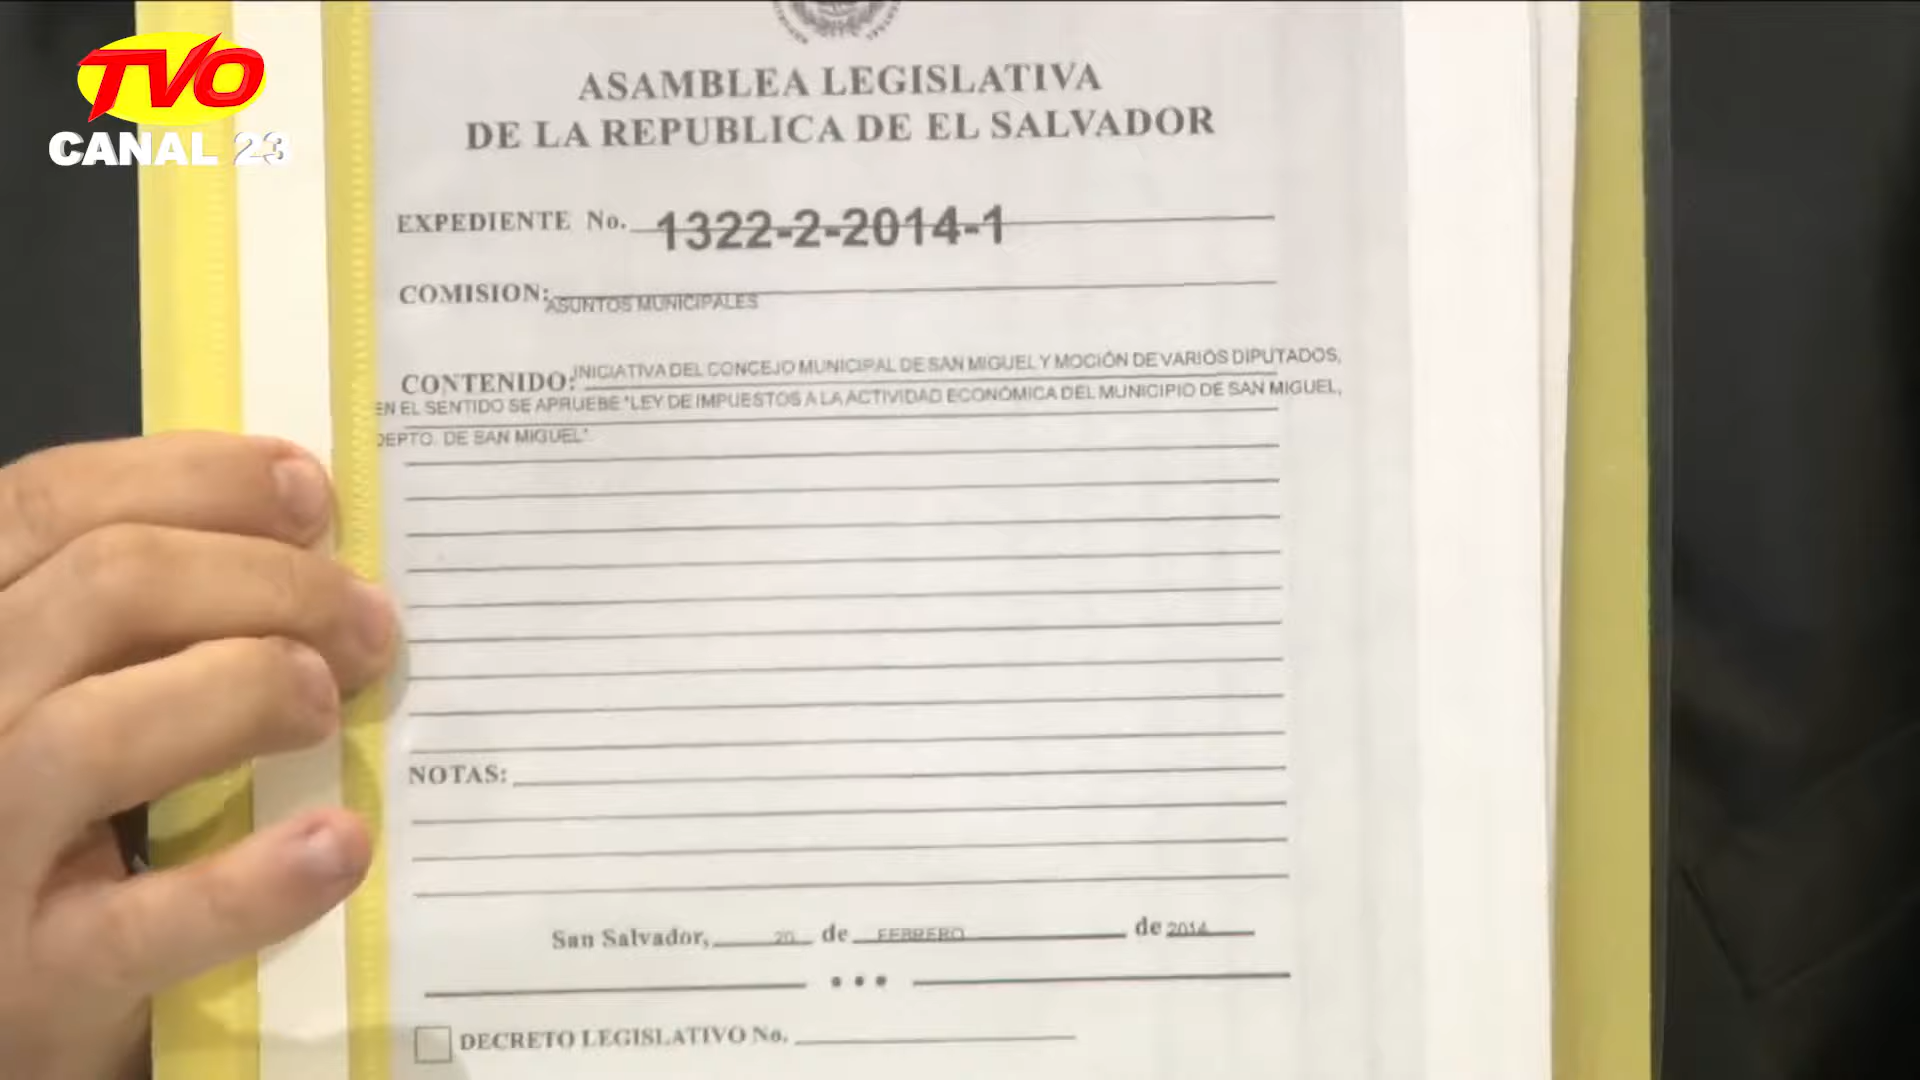 TVO
CANAL 23
ASAMBLEA LEGISLATIVA
DE LA REPUBLICA DE EL SALVADOR
EXPEDIENTE No. 1322-2-2014-1
COMISION: ASUNTOS MUNICIPALES
CONTENIDO: INICIATIVA DEL CONCEJO MUNICIPAL DE SAN MIGUEL Y MOCIÓN DE VARIOS DIPUTADOS,
EN EL SENTIDO SE APRUEBE "LEY DE IMPUESTOS A LA ACTIVIDAD ECONÓMICA DEL MUNICIPIO DE SAN MIGUEL,
DEPTO. DE SAN MIGUEL".
NOTAS:
San Salvador, 20 de FEBRERO de 2014
DECRETO LEGISLATIVO No.